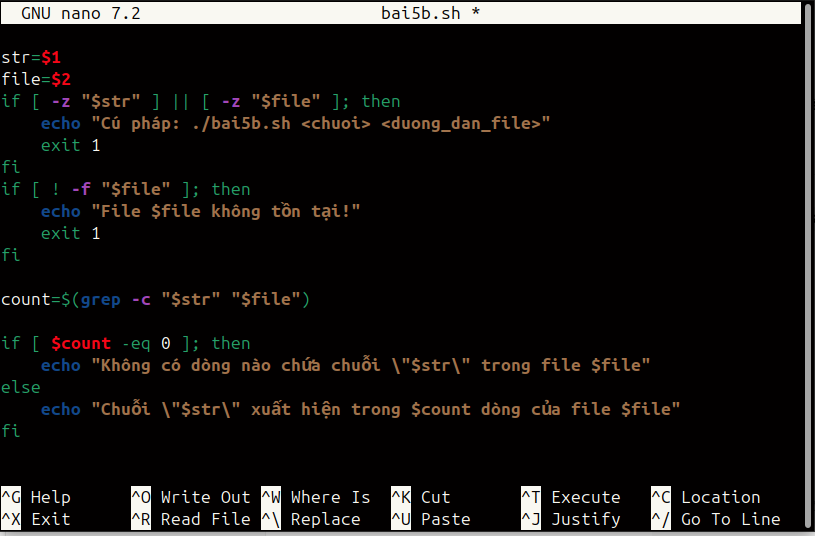 GNU nano 7.2 bai5b.sh *
str=$1
file=$2
if [ -z "$str" ] || [ -z "$file" ]; then
    echo "Cú pháp: ./bai5b.sh <chuoi> <duong_dan_file>"
    exit 1
fi
if [ ! -f "$file" ]; then
    echo "File $file không tồn tại!"
    exit 1
fi
count=$(grep -c "$str" "$file")
if [ $count -eq 0 ]; then
    echo "Không có dòng nào chứa chuỗi \"$str\" trong file $file"
else
    echo "Chuỗi \"$str\" xuất hiện trong $count dòng của file $file"
fi
^G Help ^O Write Out ^W Where Is ^K Cut ^T Execute ^C Location
^X Exit ^R Read File ^\ Replace ^U Paste ^J Justify ^/ Go To Line